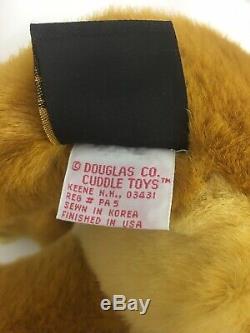 © DOUGLAS CO.
CUDDLE TOYS™
KEENE N.H., 03431
REG # PA 5
SEWN IN KOREA
FINISHED IN USA